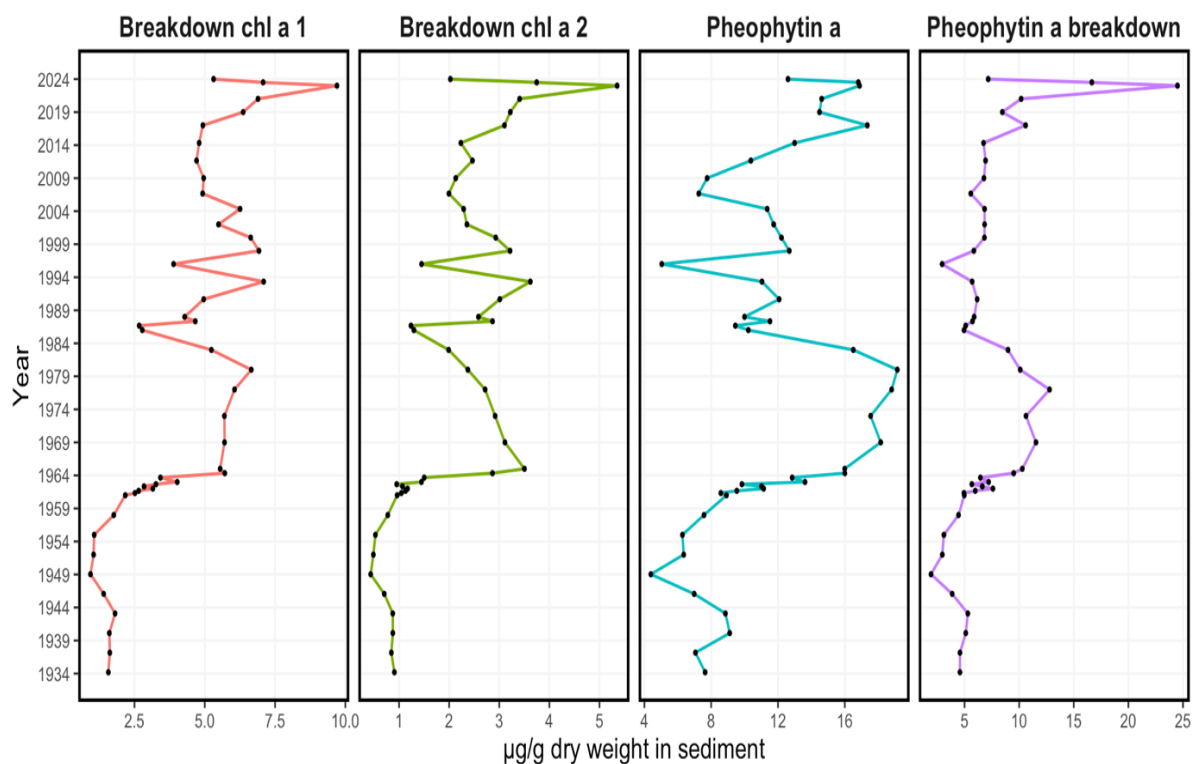 Breakdown chl a 1
Breakdown chl a 2
Pheophytin a
Pheophytin a breakdown
Year
2024
2019
2014
2009
2004
1999
1994
1989
1984
1979
1974
1969
1964
1959
1954
1949
1944
1939
1934
2.5 5.0 7.5 10.0
1 2 3 4 5
4 8 12 16
5 10 15 20 25
µg/g dry weight in sediment